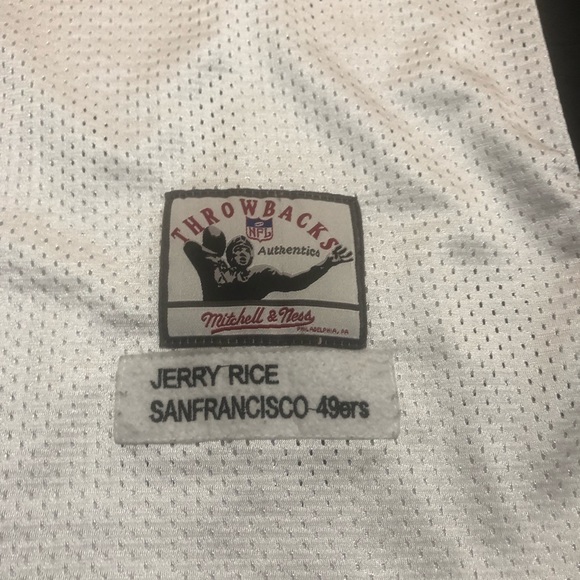 THROWBACKS
NFL
Authentics
Mitchell & Ness
PHILADELPHIA, PA
JERRY RICE
SANFRANCISCO 49ers